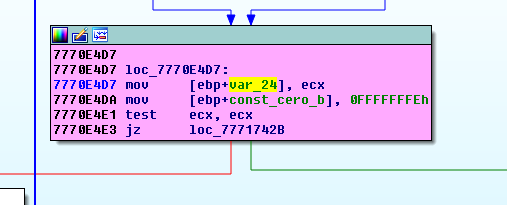 7770E4D7
7770E4D7 loc_7770E4D7:
7770E4D7 mov [ebp+var_24], ecx
7770E4DA mov [ebp+const_cero_b], 0FFFFFFFEh
7770E4E1 test ecx, ecx
7770E4E3 jz loc_7771742B